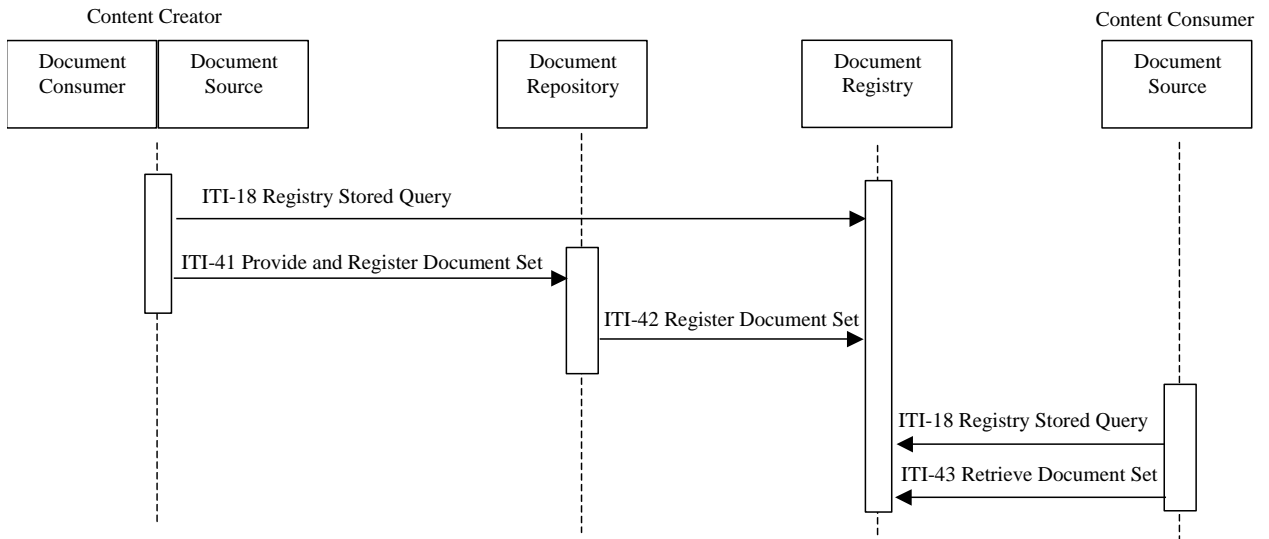 Content Creator
Content Consumer
Document
Consumer
Document
Source
Document
Repository
Document
Registry
Document
Source
ITI-18 Registry Stored Query
ITI-41 Provide and Register Document Set
ITI-42 Register Document Set
ITI-18 Registry Stored Query
ITI-43 Retrieve Document Set